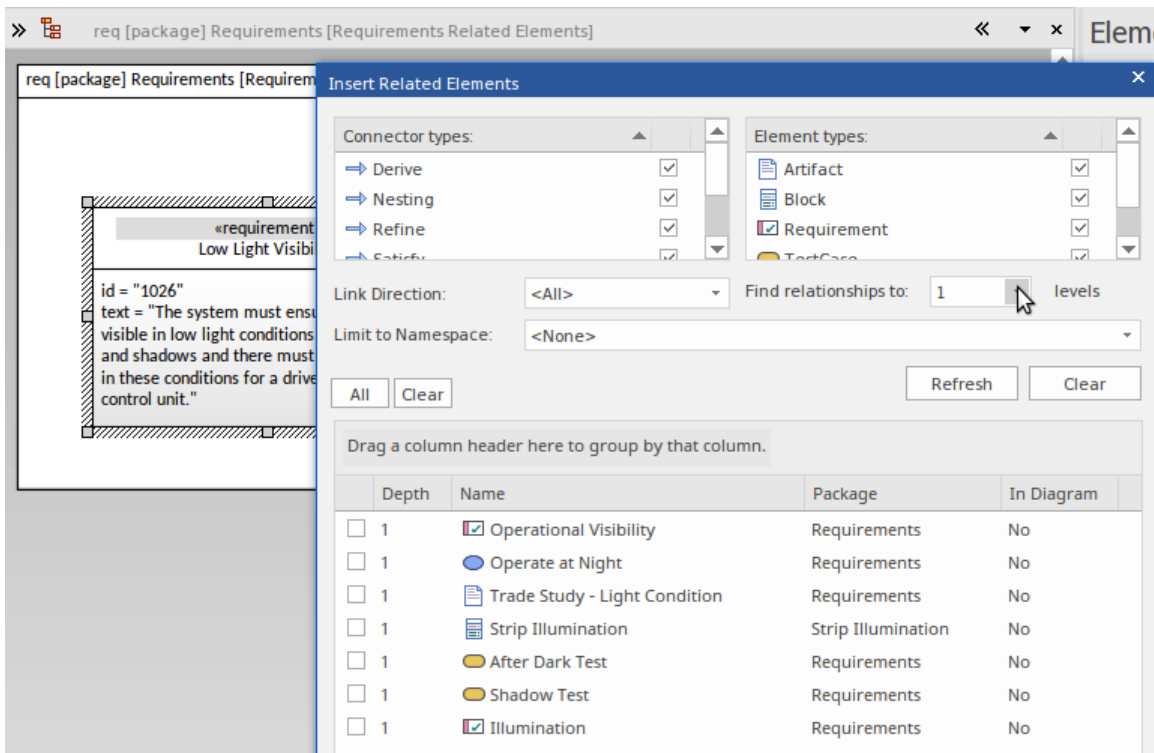 req [package] Requirements [Requirements Related Elements]
Elem
req [package] Requirements [Requirem
Insert Related Elements
«requirement
Low Light Visibi
id = "1026"
text = "The system must ensu
visible in low light conditions
and shadows and there must
in these conditions for a drive
control unit."
Connector types:
Derive
Nesting
Refine
Satisfy
Element types:
Artifact
Block
Requirement
TestCase
Link Direction: <All> Find relationships to: 1 levels
Limit to Namespace: <None>
All Clear Refresh Clear
Drag a column header here to group by that column.
Depth Name Package In Diagram
1 Operational Visibility Requirements No
1 Operate at Night Requirements No
1 Trade Study - Light Condition Requirements No
1 Strip Illumination Strip Illumination No
1 After Dark Test Requirements No
1 Shadow Test Requirements No
1 Illumination Requirements No